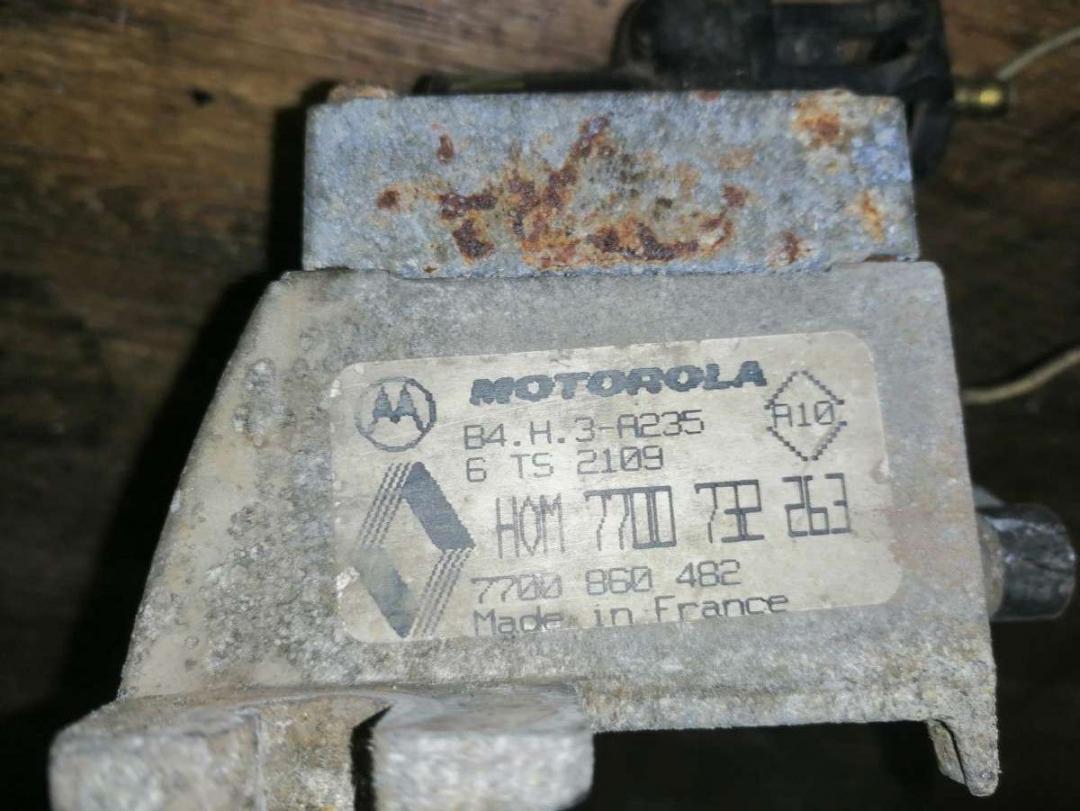 MOTOROLA
B4.H.3-A235
A10
6 TS 2109
HOM 7700 732 263
7700 860 482
Made in France